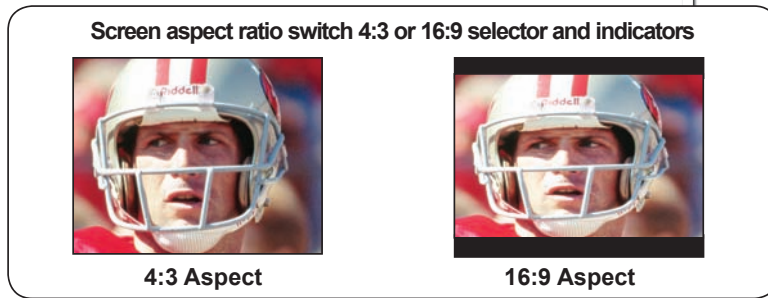 Screen aspect ratio switch 4:3 or 16:9 selector and indicators
Riddell
Riddell
4:3 Aspect
16:9 Aspect